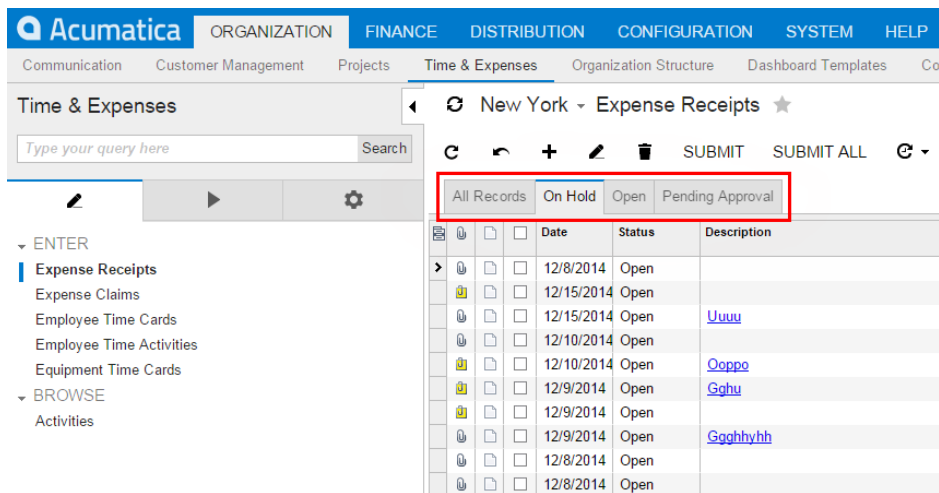 Acumatica ORGANIZATION FINANCE DISTRIBUTION CONFIGURATION SYSTEM HELP
Communication Customer Management Projects Time & Expenses Organization Structure Dashboard Templates Co
Time & Expenses
New York - Expense Receipts
Type your query here Search
SUBMIT SUBMIT ALL
All Records On Hold Open Pending Approval
Date Status Description
ENTER
Expense Receipts
Expense Claims
Employee Time Cards
Employee Time Activities
Equipment Time Cards
BROWSE
Activities
12/8/2014 Open
12/15/2014 Open
12/15/2014 Open Uuuu
12/10/2014 Open
12/10/2014 Open Ooppo
12/9/2014 Open Gghu
12/9/2014 Open
12/9/2014 Open Ggghhyhh
12/8/2014 Open
12/8/2014 Open